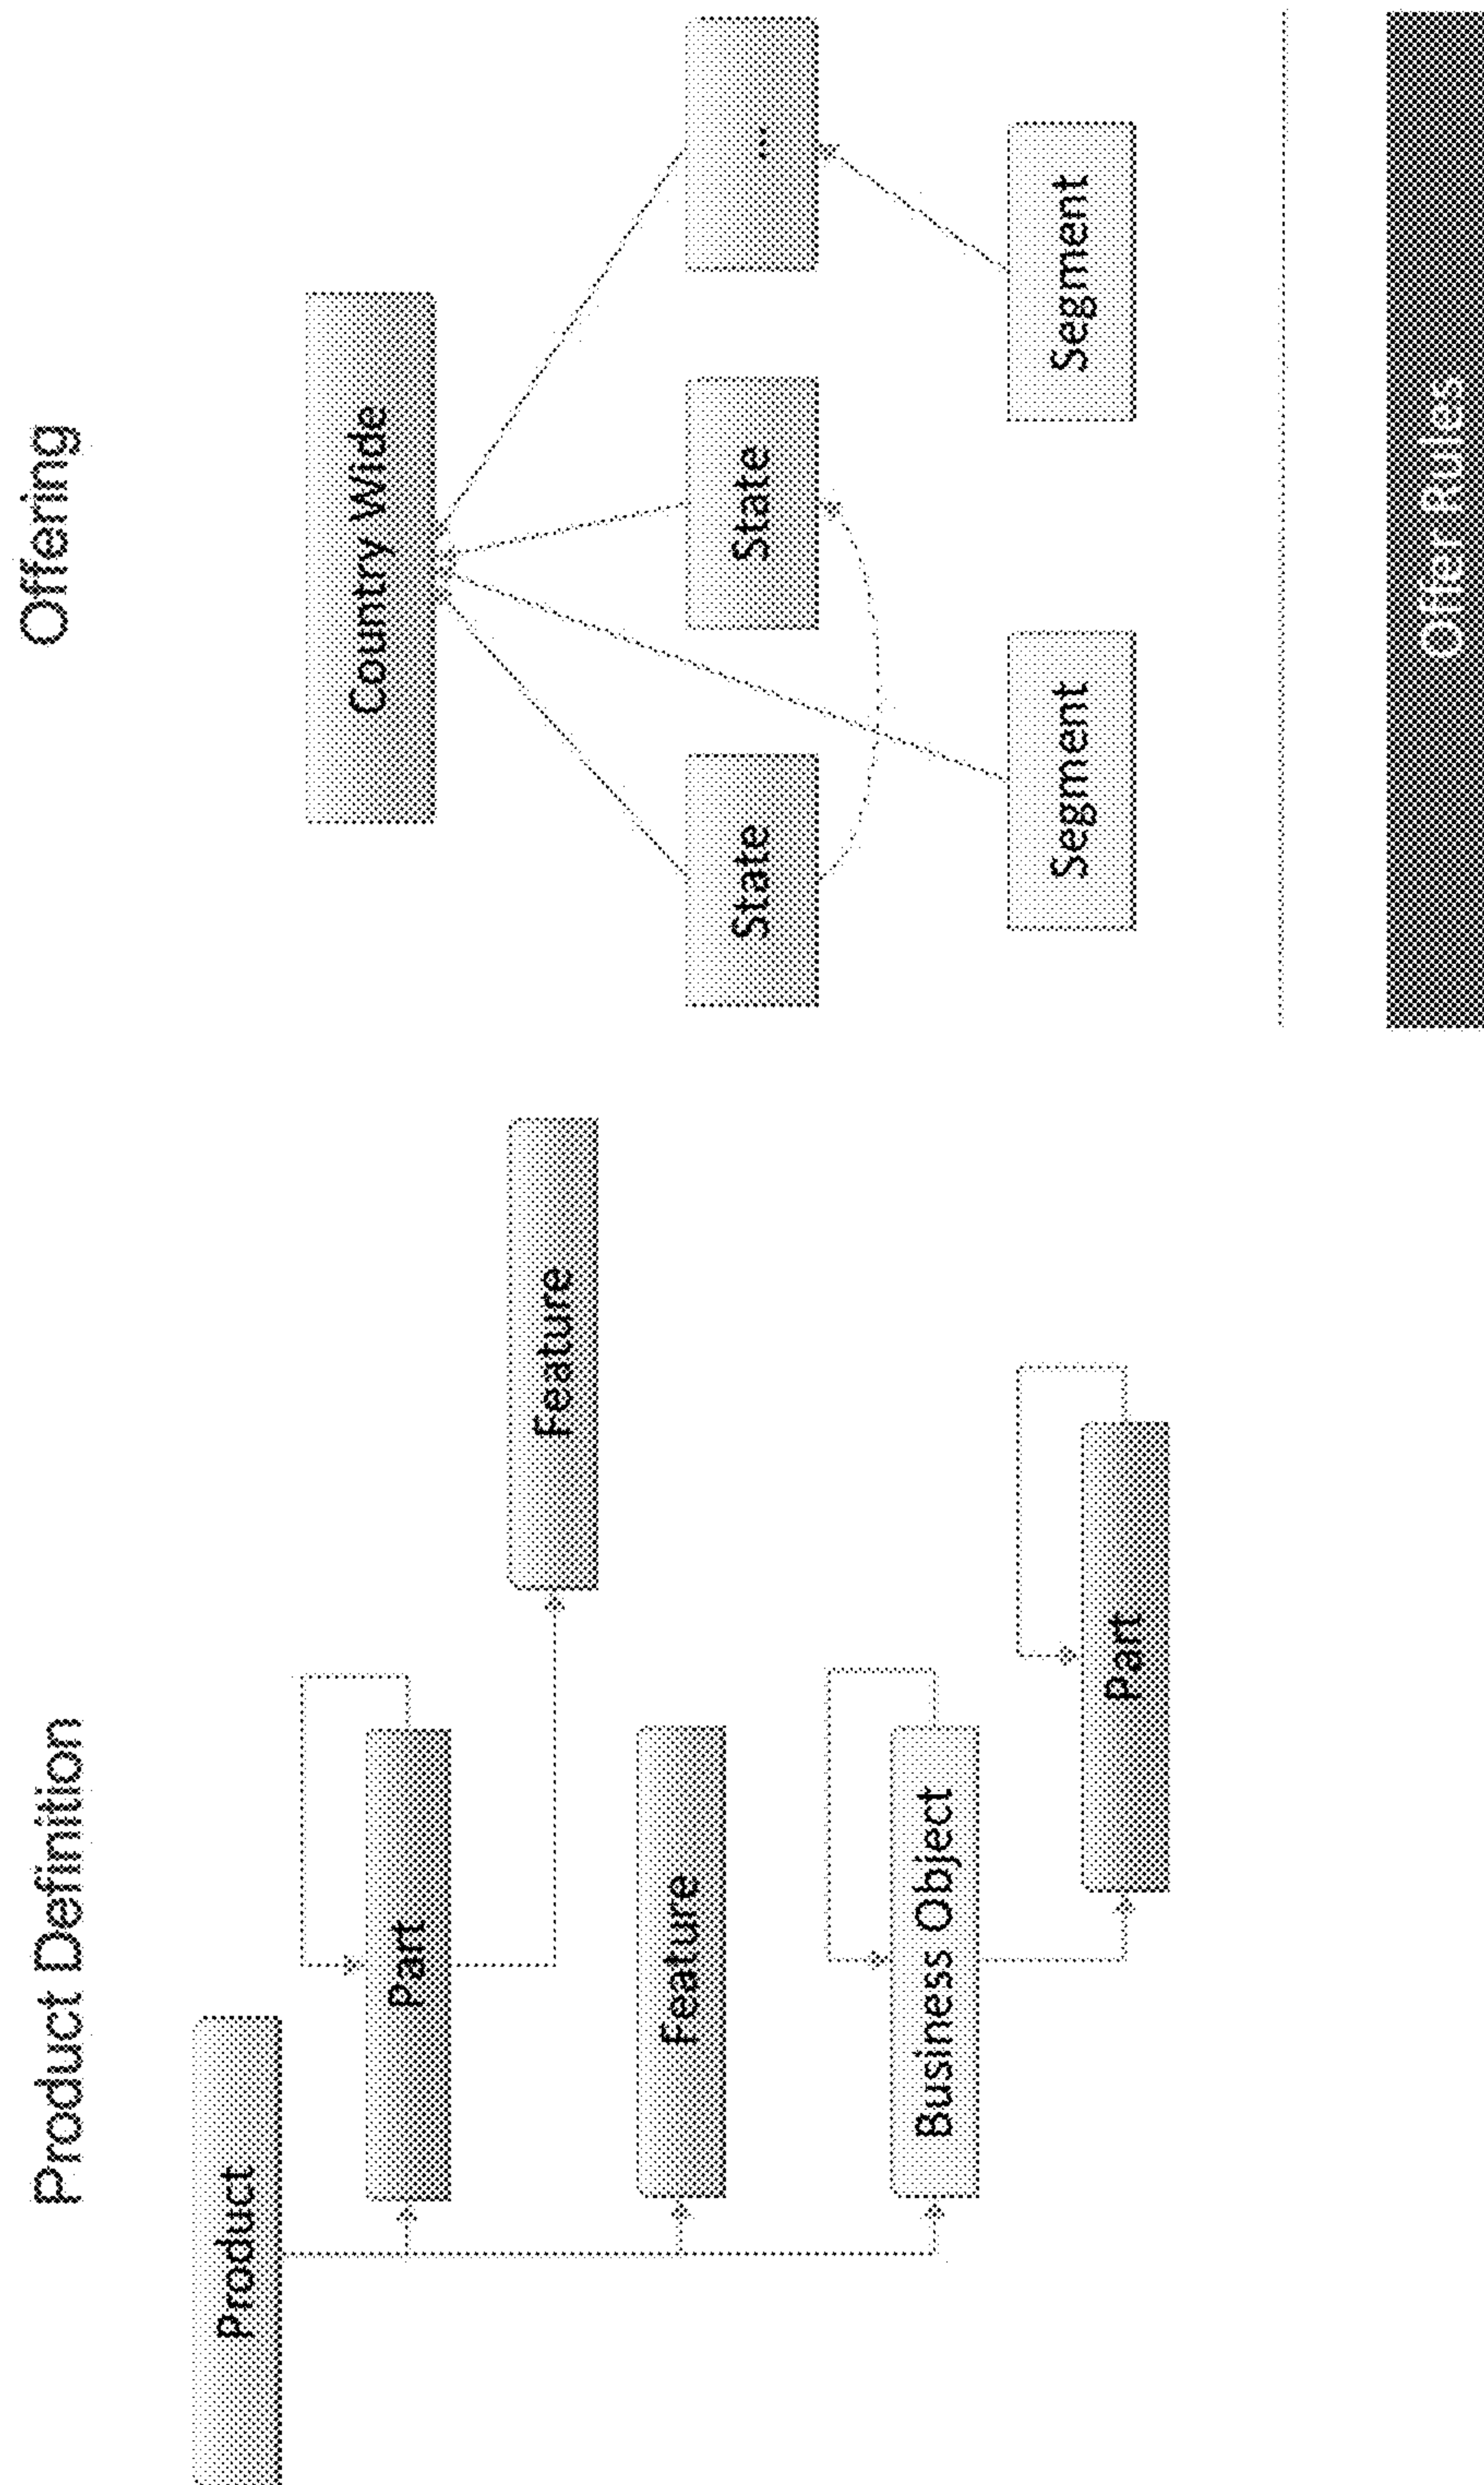 Product Definition
Product
Part
Feature
Feature
Business Object
Part
Offering
Country Wide
State
State
...
Segment
Segment
Offer Rules